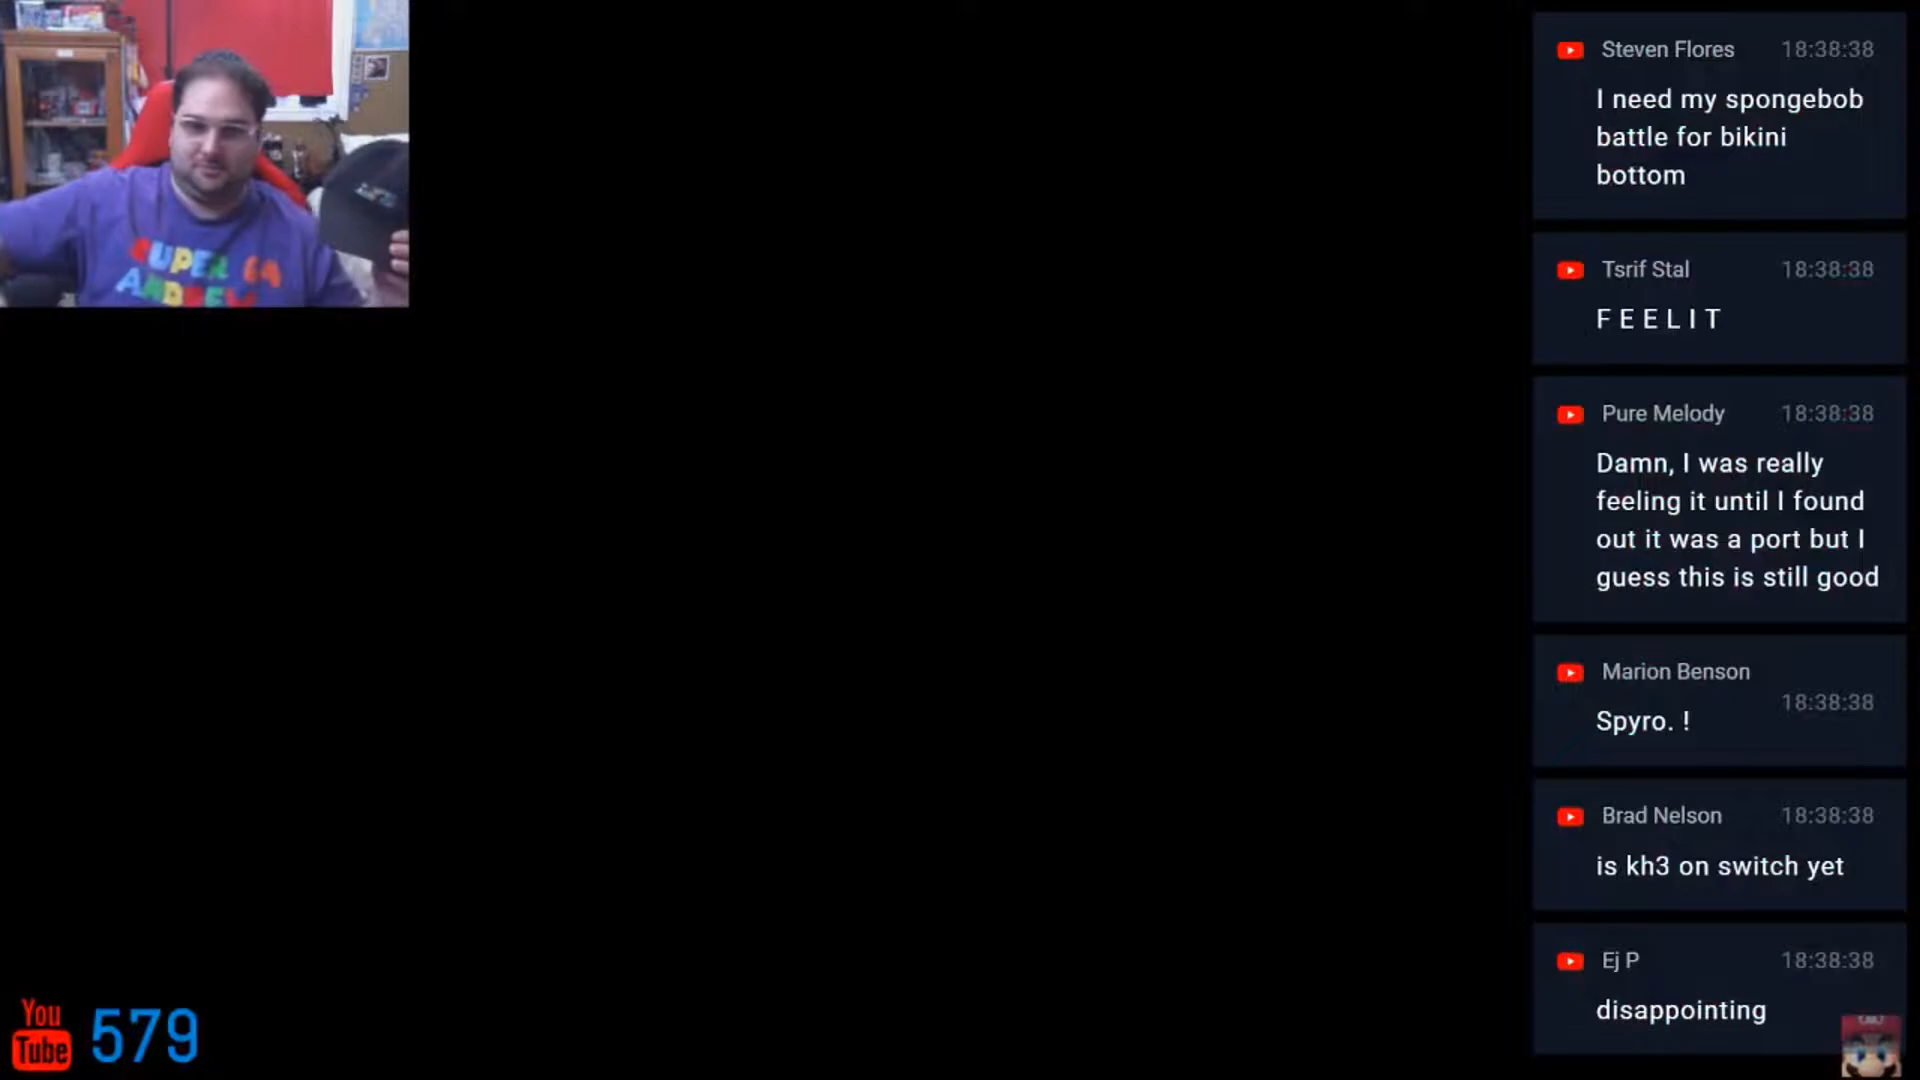 SUPER 64
ANDREW
Steven Flores 18:38:38
I need my spongebob
battle for bikini
bottom
Tsrif Stal 18:38:38
F E E L I T
Pure Melody 18:38:38
Damn, I was really
feeling it until I found
out it was a port but I
guess this is still good
Marion Benson
18:38:38
Spyro. !
Brad Nelson 18:38:38
is kh3 on switch yet
Ej P 18:38:38
disappointing
You
Tube 579